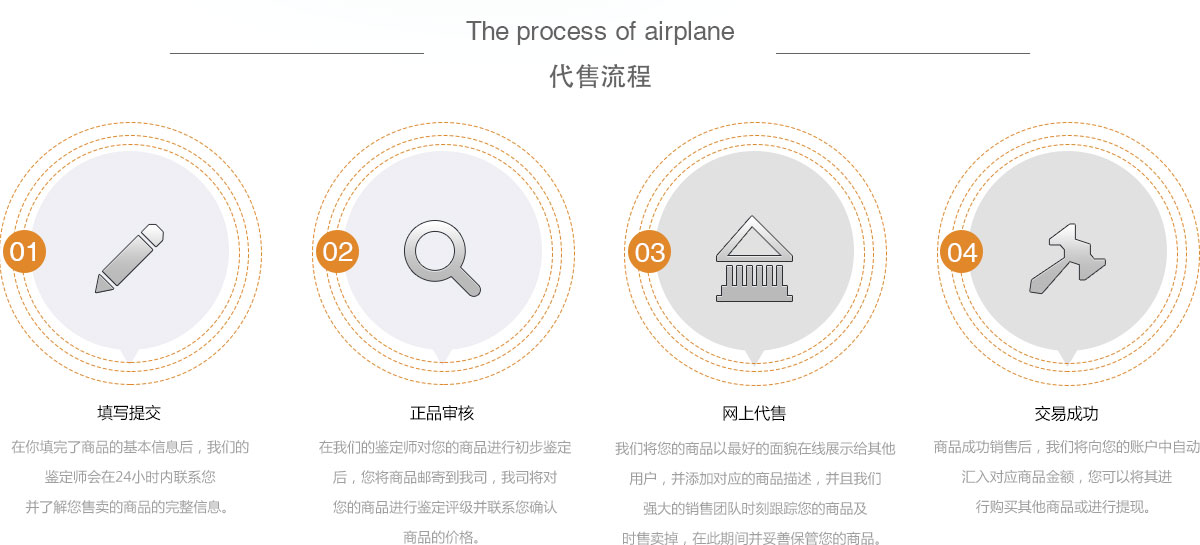 The process of airplane
代售流程
01
02
03
04
填写提交
在你填完了商品的基本信息后，我们的
鉴定师会在24小时内联系您
并了解您售卖的商品的完整信息。
正品审核
在我们的鉴定师对您的商品进行初步鉴定
后，您将商品邮寄到我司，我司将对
您的商品进行鉴定评级并联系您确认
商品的价格。
网上代售
我们将您的商品以最好的面貌在线展示给其他
用户，并添加对应的商品描述，并且我们
强大的销售团队时刻跟踪您的商品及
时售卖掉，在此期间并妥善保管您的商品。
交易成功
商品成功销售后，我们将向您的账户中自动
汇入对应商品金额，您可以将其进
行购买其他商品或进行提现。